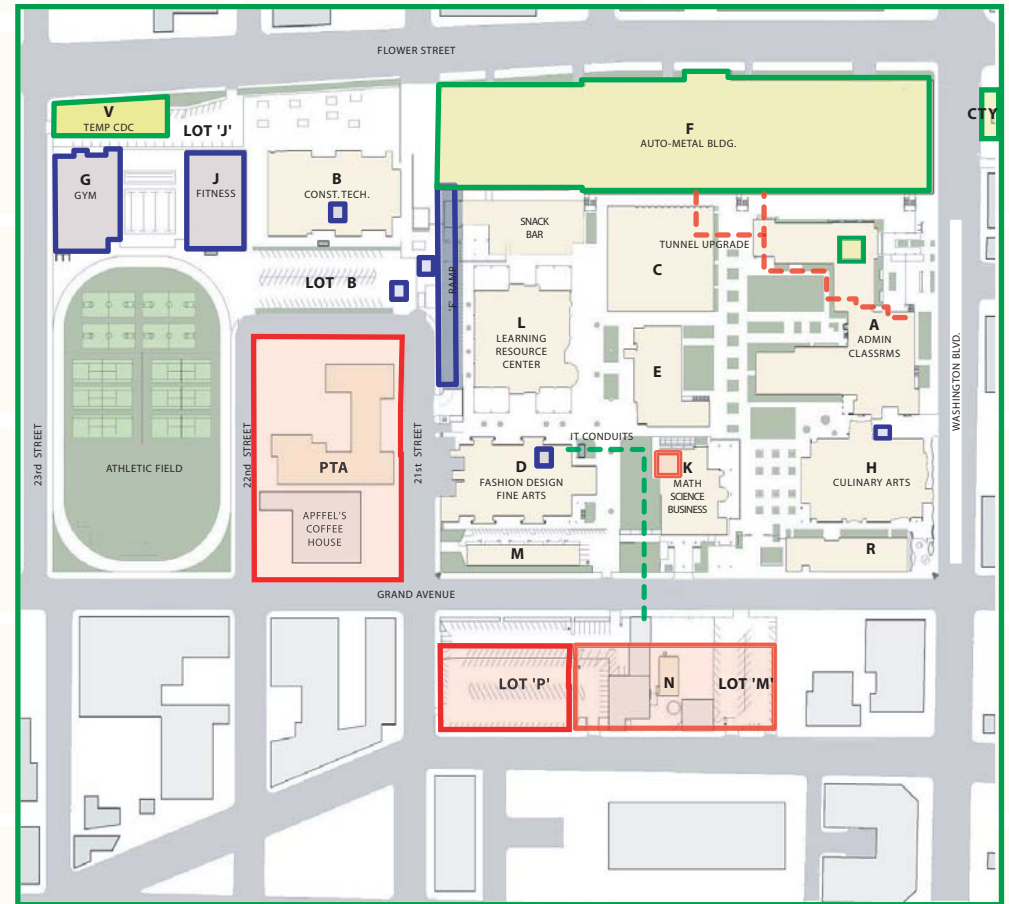 FLOWER STREET
V
TEMP CDC
LOT 'J'
F
AUTO-METAL BLDG.
CTY
G
GYM
J
FITNESS
B
CONST. TECH.
SNACK
BAR
TUNNEL UPGRADE
C
LOT B
'F' RAMP
L
LEARNING
RESOURCE
CENTER
A
ADMIN
CLASSRMS
E
WASHINGTON BLVD.
23rd STREET
ATHLETIC FIELD
22nd STREET
PTA
21st STREET
IT CONDUITS
D
FASHION DESIGN
FINE ARTS
K
MATH
SCIENCE
BUSINESS
H
CULINARY ARTS
APFFEL'S
COFFEE
HOUSE
M
R
GRAND AVENUE
LOT 'P'
N
LOT 'M'